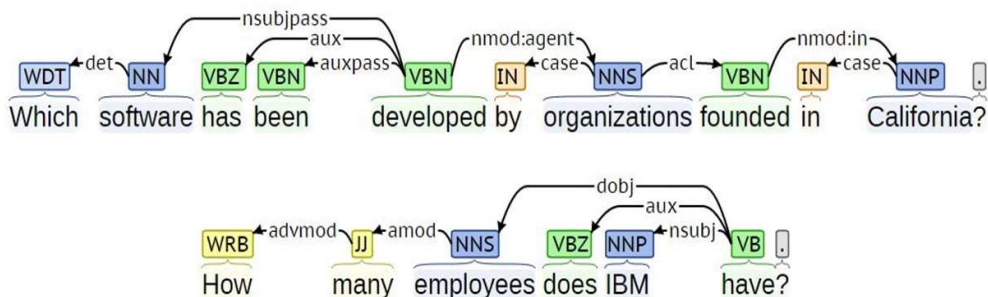 nsubjpass
aux
det auxpass nmod:agent case acl nmod:in case
WDT NN VBZ VBN VBN IN NNS VBN IN NNP .
Which software has been developed by organizations founded in California?
dobj
aux
advmod amod nsubj
WRB JJ NNS VBZ NNP VB .
How many employees does IBM have?